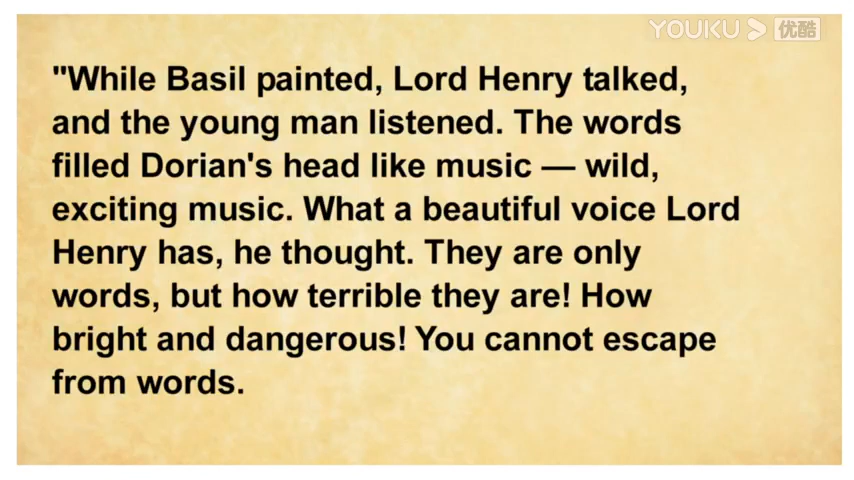 YOUKU 优酷
"While Basil painted, Lord Henry talked,
and the young man listened. The words
filled Dorian's head like music — wild,
exciting music. What a beautiful voice Lord
Henry has, he thought. They are only
words, but how terrible they are! How
bright and dangerous! You cannot escape
from words.